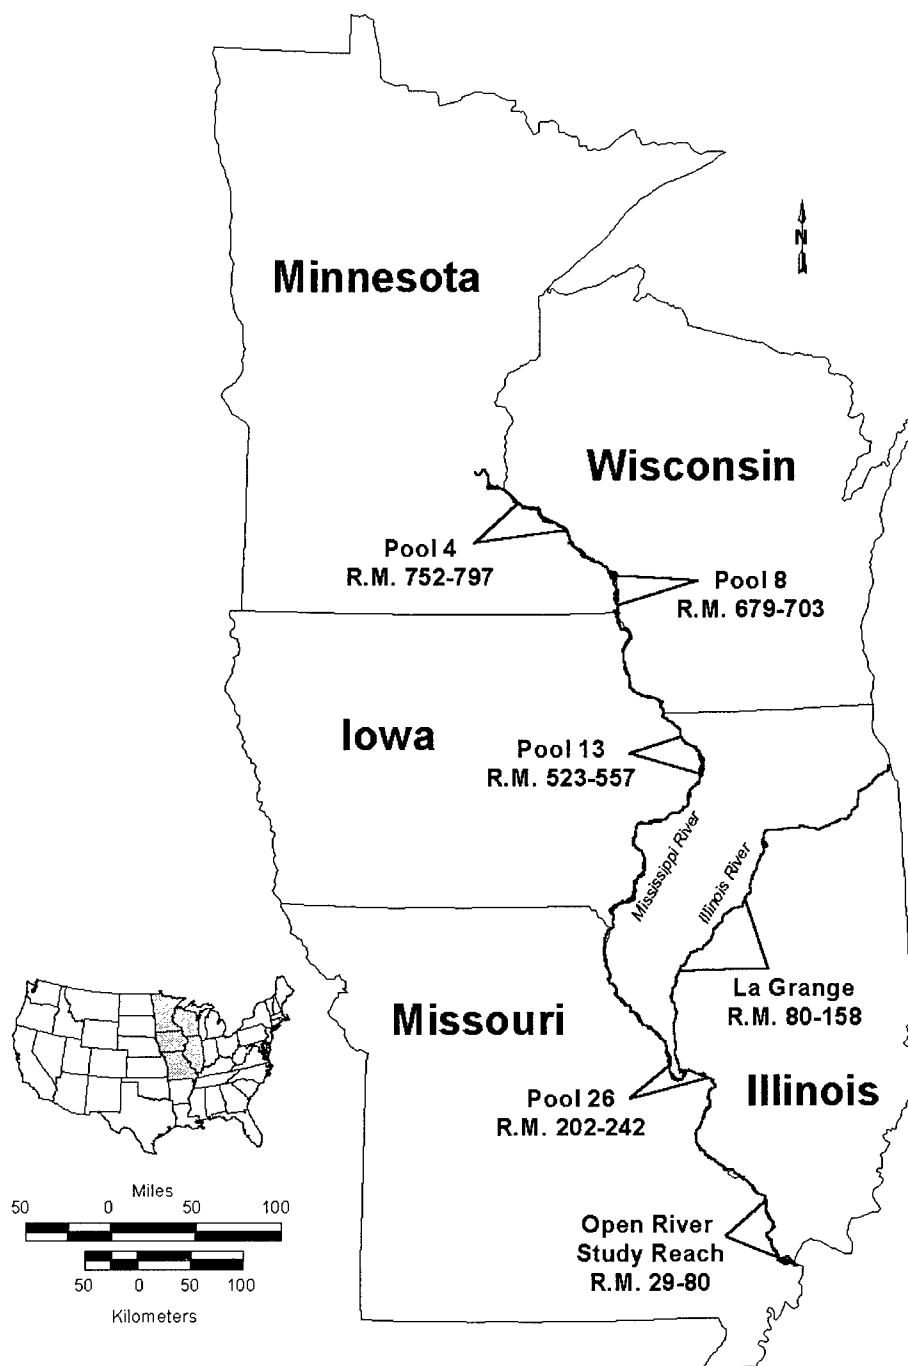 N
Minnesota
Wisconsin
Pool 4
R.M. 752-797
Pool 8
R.M. 679-703
Iowa
Pool 13
R.M. 523-557
Mississippi River
Illinois River
La Grange
R.M. 80-158
Missouri
Illinois
Pool 26
R.M. 202-242
Open River
Study Reach
R.M. 29-80
Miles
50 0 50 100
50 0 50 100
Kilometers